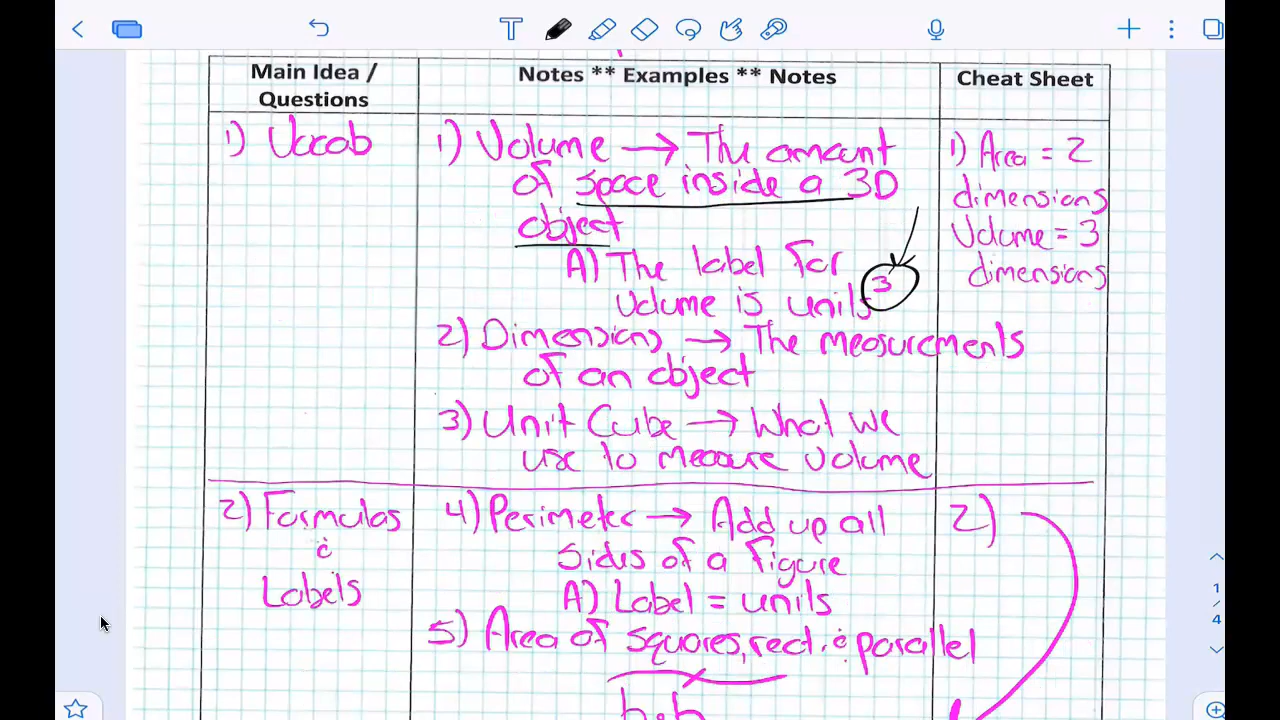 Main Idea /
Questions
Notes ** Examples ** Notes
Cheat Sheet
1) Vocab
1) Volume → The amount
of space inside a 3D
object
A) The label for
volume is units³
2) Dimensions → The measurements
of an object
3) Unit Cube → What we
use to measure volume
1) Area = 2
dimensions
Volume = 3
dimensions
2) Formulas
&
Labels
4) Perimeter → Add up all
sides of a figure
A) Label = units
5) Area of squares, rect. & parallel
b•h
2)
1
/
4